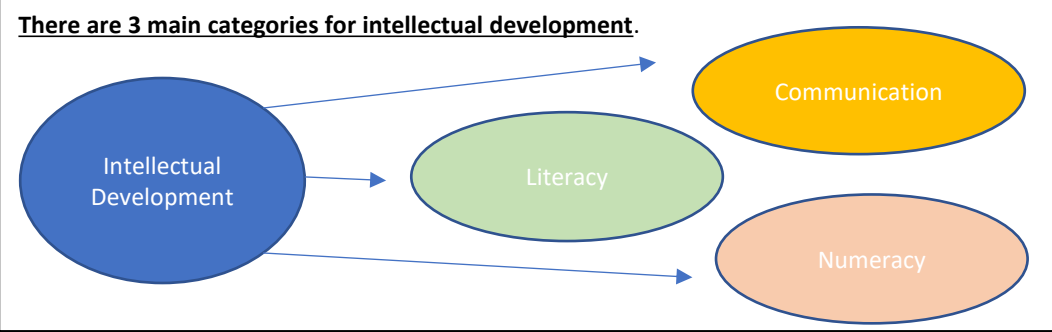 There are 3 main categories for intellectual development.
Communication
Intellectual
Development
Literacy
Numeracy